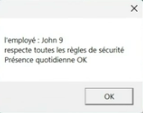 l'employé : John 9
respecte toutes les règles de sécurité
Présence quotidienne OK
OK